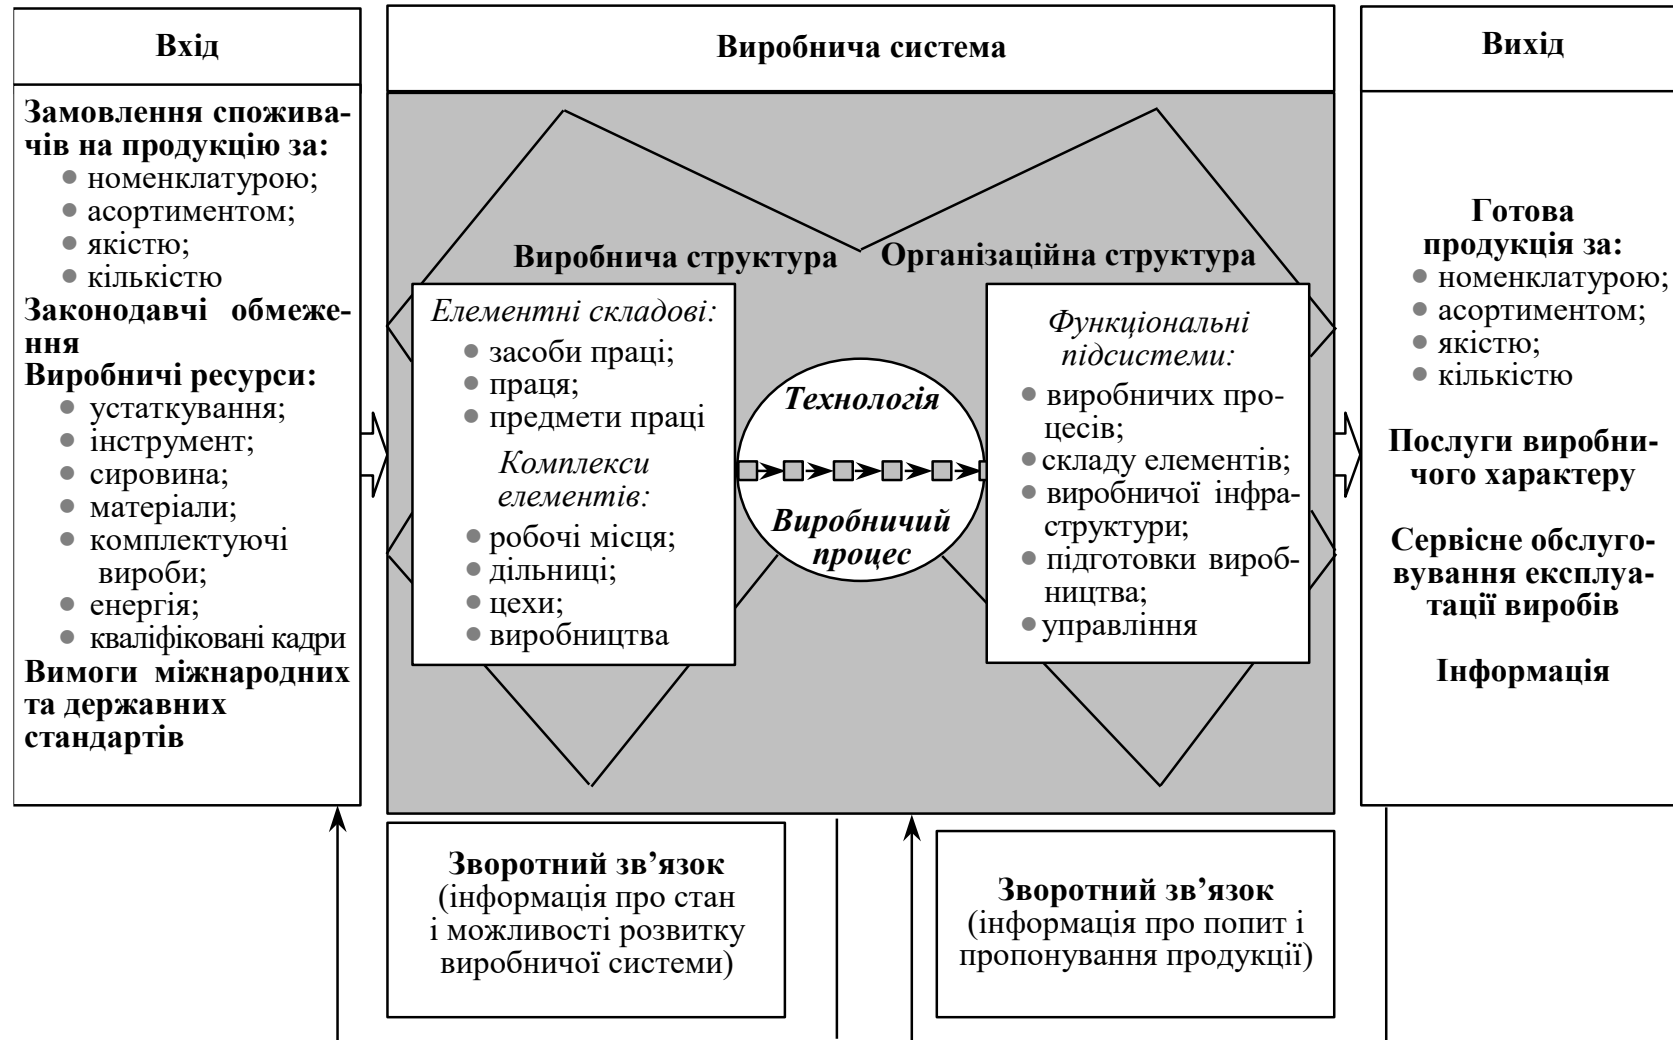 Вхід
Замовлення спожива-
чів на продукцію за:
номенклатурою;
асортиментом;
якістю;
кількістю
Законодавчі обмеже-
ння
Виробничі ресурси:
устаткування;
інструмент;
сировина;
матеріали;
комплектуючі
вироби;
енергія;
кваліфіковані кадри
Вимоги міжнародних
та державних
стандартів
Виробнича система
Виробнича структура
Елементні складові:
засоби праці;
праця;
предмети праці
Комплекси
елементів:
робочі місця;
дільниці;
цехи;
виробництва
Технологія
Виробничий
процес
Організаційна структура
Функціональні
підсистеми:
виробничих про-
цесів;
складу елементів;
виробничої інфра-
структури;
підготовки вироб-
ництва;
управління
Вихід
Готова
продукція за:
номенклатурою;
асортиментом;
якістю;
кількістю
Послуги виробни-
чого характеру
Сервісне обслуго-
вування експлуа-
тації виробів
Інформація
Зворотний зв’язок
(інформація про стан
і можливості розвитку
виробничої системи)
Зворотний зв’язок
(інформація про попит і
пропонування продукції)